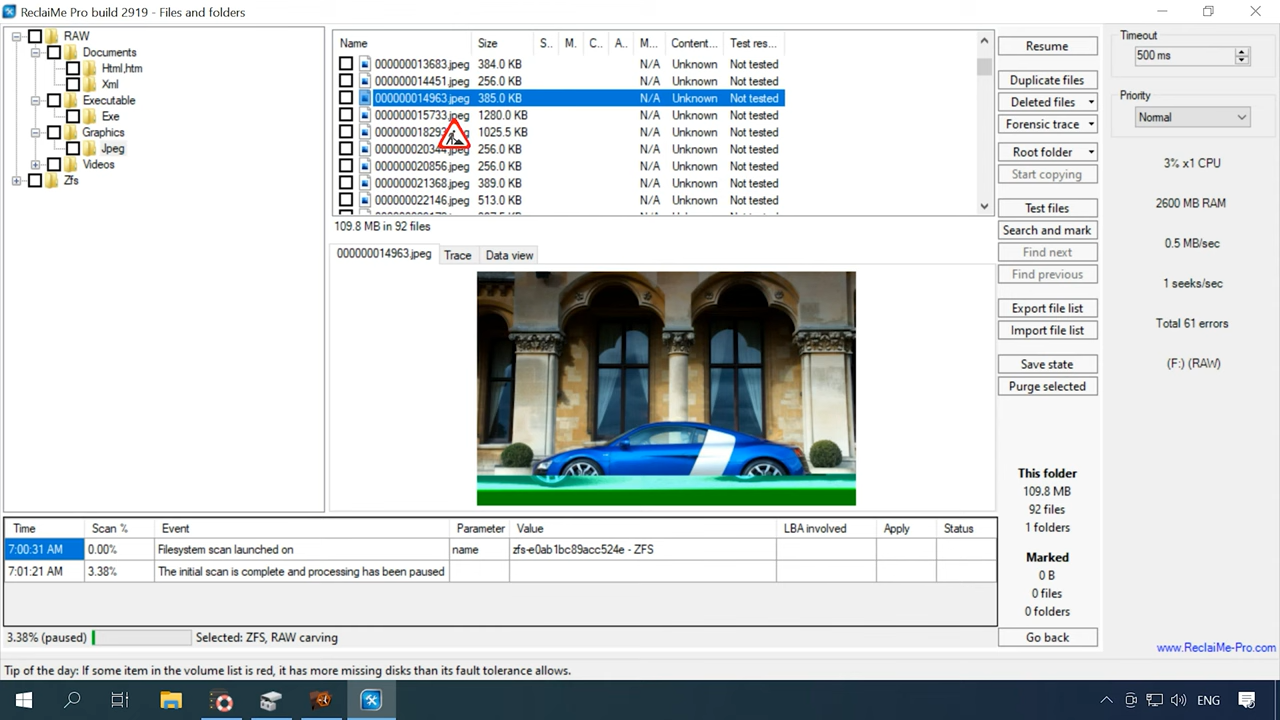 ReclaiMe Pro build 2919 - Files and folders
RAW
Documents
Html,htm
Xml
Executable
Exe
Graphics
Jpeg
Videos
Zfs
Name Size S.. M. C.. A.. M... Content... Test res...
000000013683.jpeg 384.0 KB N/A Unknown Not tested
000000014451.jpeg 256.0 KB N/A Unknown Not tested
000000014963.jpeg 385.0 KB N/A Unknown Not tested
000000015733.jpeg 1280.0 KB N/A Unknown Not tested
1025.5 KB N/A Unknown Not tested
000000020344.jpeg 256.0 KB N/A Unknown Not tested
000000020856.jpeg 256.0 KB N/A Unknown Not tested
000000021368.jpeg 389.0 KB N/A Unknown Not tested
000000022146.jpeg 513.0 KB N/A Unknown Not tested
109.8 MB in 92 files
000000014963.jpeg Trace Data view
Resume
Duplicate files
Deleted files
Forensic trace
Root folder
Start copying
Test files
Search and mark
Find next
Find previous
Export file list
Import file list
Save state
Purge selected
This folder
109.8 MB
92 files
1 folders
Marked
0 B
0 files
0 folders
Go back
Timeout
500 ms
Priority
Normal
3% x1 CPU
2600 MB RAM
0.5 MB/sec
1 seeks/sec
Total 61 errors
(F:) (RAW)
www.ReclaiMe-Pro.com
Time Scan % Event Parameter Value LBA involved Apply Status
7:00:31 AM 0.00% Filesystem scan launched on name zfs-e0ab1bc89acc524e - ZFS
7:01:21 AM 3.38% The initial scan is complete and processing has been paused
3.38% (paused) Selected: ZFS, RAW carving
Tip of the day: If some item in the volume list is red, it has more missing disks than its fault tolerance allows.
ENG